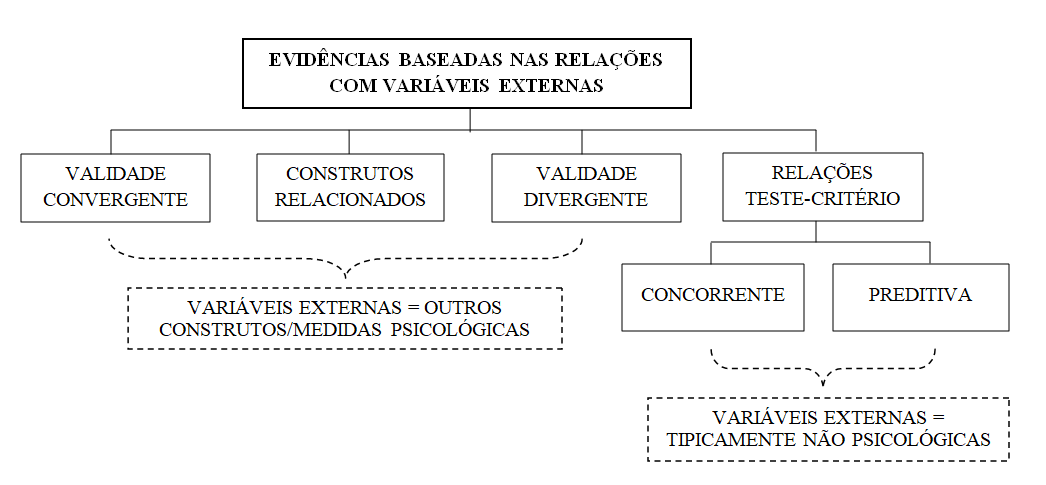 EVIDÊNCIAS BASEADAS NAS RELAÇÕES
COM VARIÁVEIS EXTERNAS
VALIDADE
CONVERGENTE
CONSTRUTOS
RELACIONADOS
VALIDADE
DIVERGENTE
RELAÇÕES
TESTE-CRITÉRIO
VARIÁVEIS EXTERNAS = OUTROS
CONSTRUTOS/MEDIDAS PSICOLÓGICAS
CONCORRENTE
PREDITIVA
VARIÁVEIS EXTERNAS =
TIPICAMENTE NÃO PSICOLÓGICAS